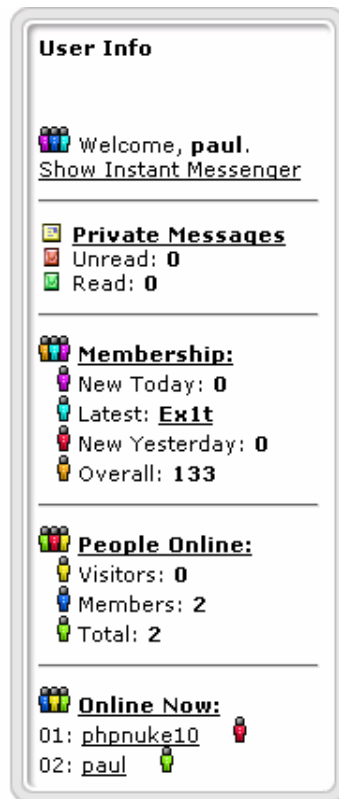 User Info
Welcome, paul.
Show Instant Messenger
Private Messages
Unread: 0
Read: 0
Membership:
New Today: 0
Latest: Ex1t
New Yesterday: 0
Overall: 133
People Online:
Visitors: 0
Members: 2
Total: 2
Online Now:
01: phpnuke10
02: paul